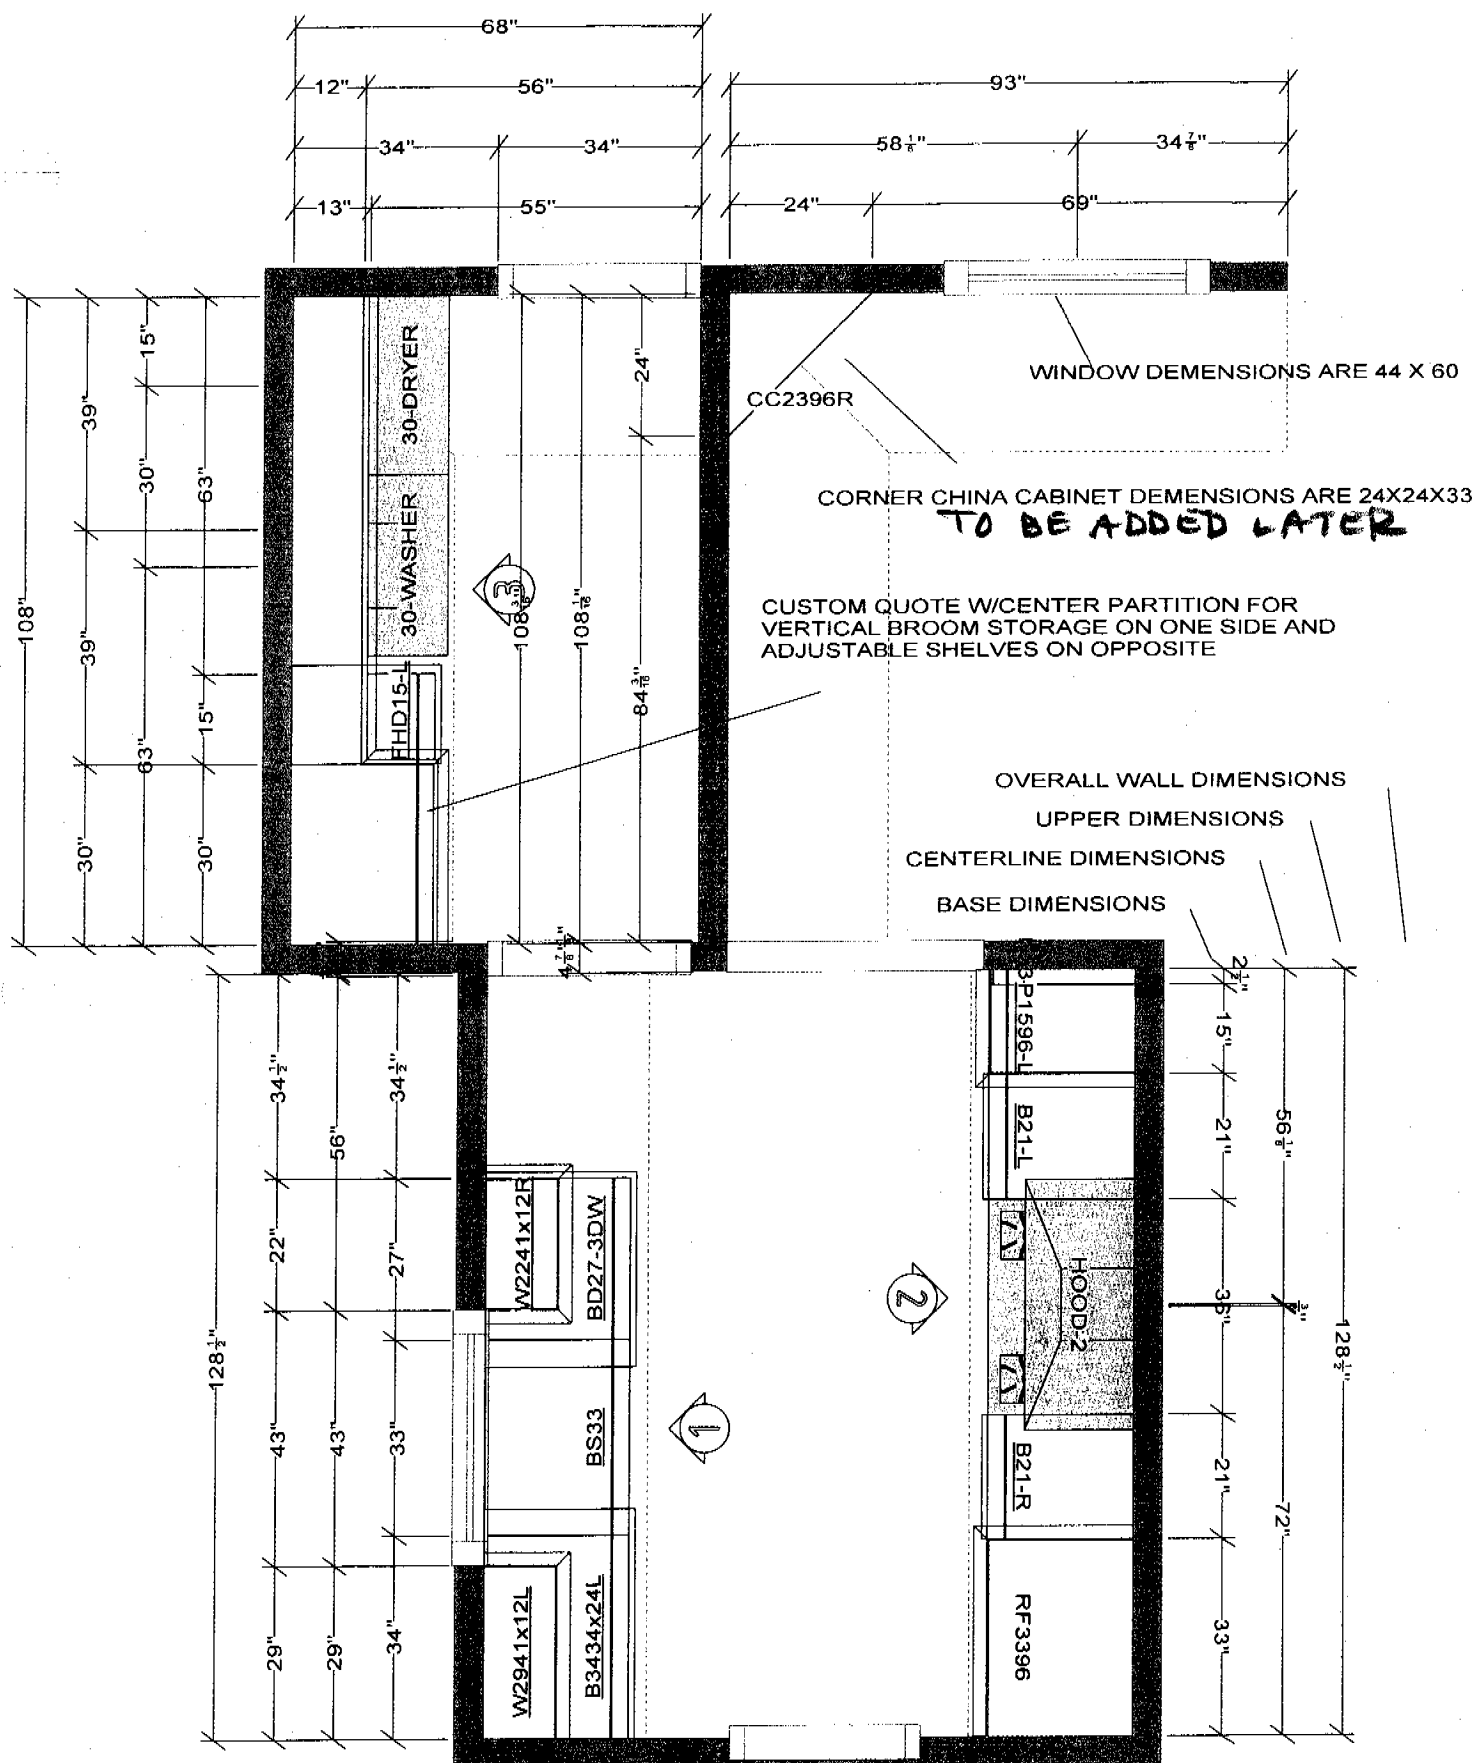 68"
12"
56"
93"
34"
34"
58 1/8"
34 7/8"
13"
55"
24"
69"
108"
39"
39"
30"
15"
30"
63"
63"
15"
30"
30-DRYER
30-WASHER
FHD15-L
3
108 3/16"
108 1/16"
24"
84 3/16"
CC2396R
WINDOW DEMENSIONS ARE 44 X 60
CORNER CHINA CABINET DEMENSIONS ARE 24X24X33
TO BE ADDED LATER
CUSTOM QUOTE W/CENTER PARTITION FOR
VERTICAL BROOM STORAGE ON ONE SIDE AND
ADJUSTABLE SHELVES ON OPPOSITE
OVERALL WALL DIMENSIONS
UPPER DIMENSIONS
CENTERLINE DIMENSIONS
BASE DIMENSIONS
128 1/2"
34 1/2"
22"
43"
29"
56"
43"
29"
34 1/2"
27"
33"
34"
W2241x12R
BD27-3DW
BS33
W2941x12L
B3434x24L
1
2
3-P1596-L
B21-L
HOOD-2
B21-R
RF3396
2 1/2"
15"
21"
36"
21"
33"
56 1/8"
72"
128 1/2"